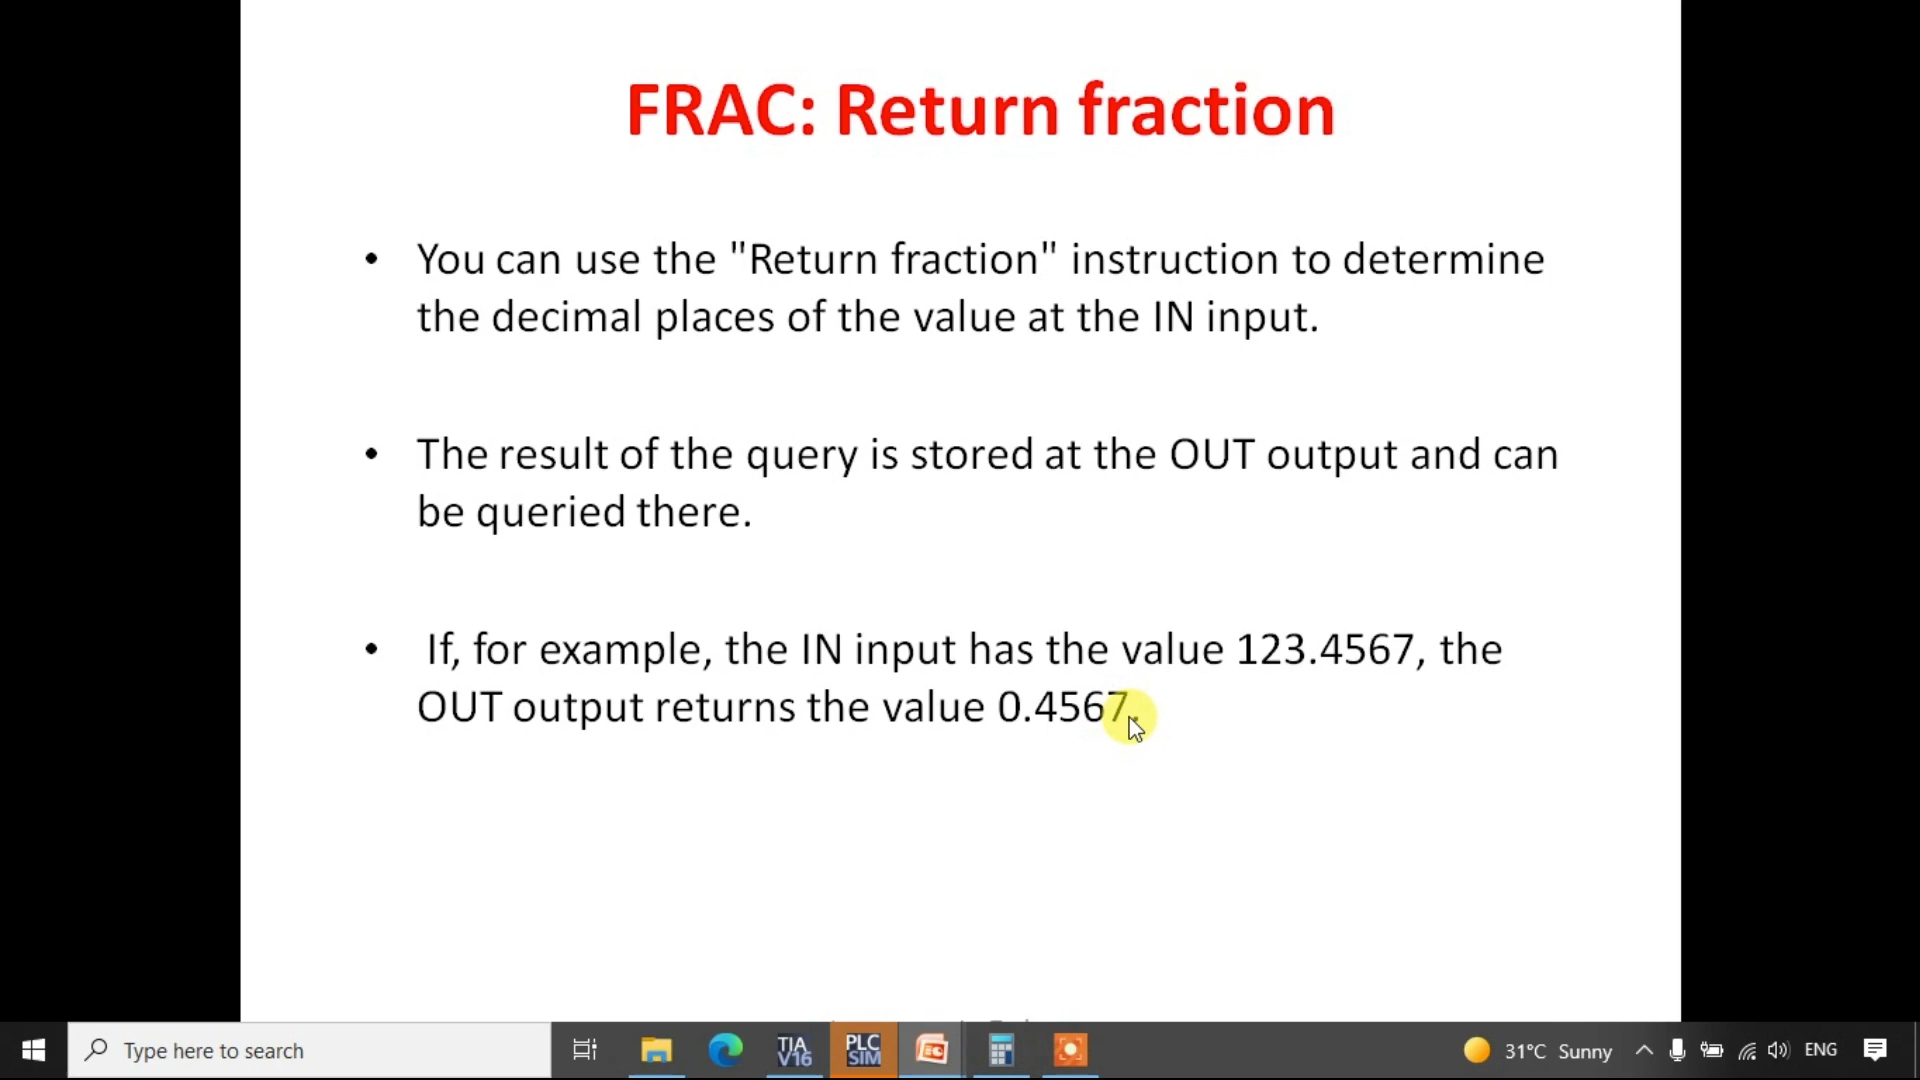 FRAC: Return fraction
• You can use the "Return fraction" instruction to determine
the decimal places of the value at the IN input.
• The result of the query is stored at the OUT output and can
be queried there.
• If, for example, the IN input has the value 123.4567, the
OUT output returns the value 0.4567.
Type here to search
TIA
V16
PLC
SIM
31°C Sunny
ENG